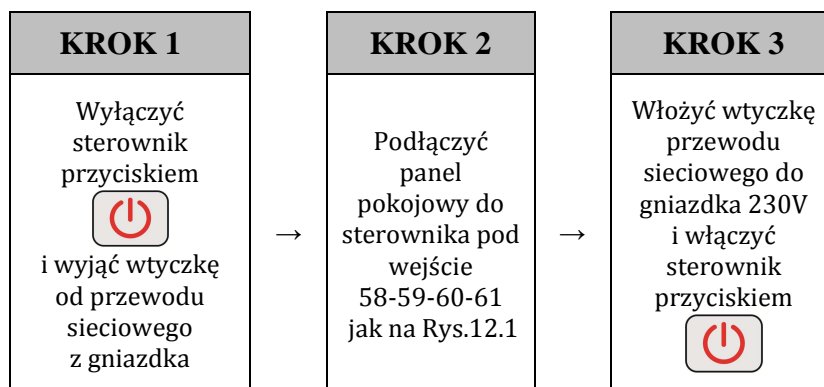 KROK 1
Wyłączyć
sterownik
przyciskiem
i wyjąć wtyczkę
od przewodu
sieciowego
z gniazdka
→
KROK 2
Podłączyć
panel
pokojowy do
sterownika pod
wejście
58-59-60-61
jak na Rys.12.1
→
KROK 3
Włożyć wtyczkę
przewodu
sieciowego do
gniazdka 230V
i włączyć
sterownik
przyciskiem